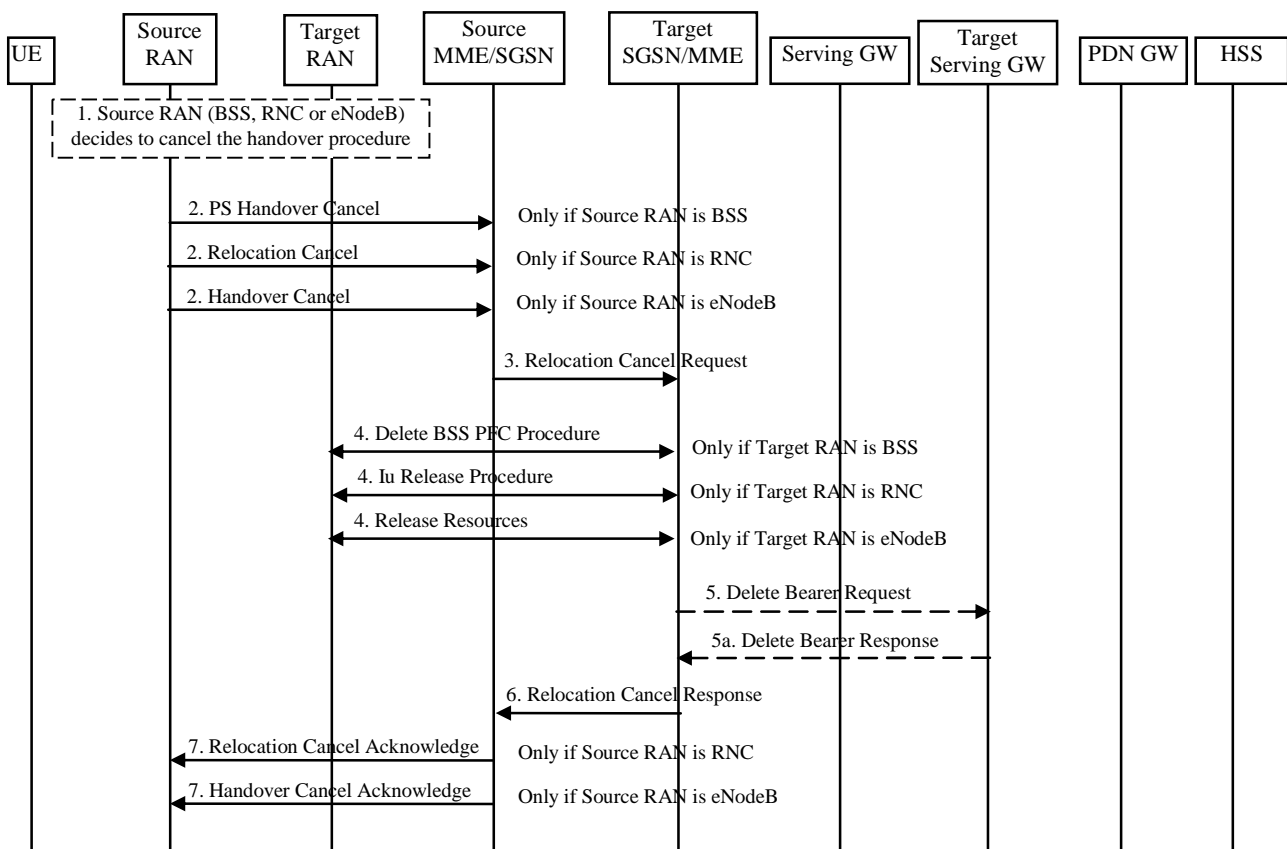 UE
Source
RAN
Target
RAN
Source
MME/SGSN
Target
SGSN/MME
Serving GW
Target
Serving GW
PDN GW
HSS
1. Source RAN (BSS, RNC or eNodeB)
decides to cancel the handover procedure
2. PS Handover Cancel
Only if Source RAN is BSS
2. Relocation Cancel
Only if Source RAN is RNC
2. Handover Cancel
Only if Source RAN is eNodeB
3. Relocation Cancel Request
4. Delete BSS PFC Procedure
Only if Target RAN is BSS
4. Iu Release Procedure
Only if Target RAN is RNC
4. Release Resources
Only if Target RAN is eNodeB
5. Delete Bearer Request
5a. Delete Bearer Response
6. Relocation Cancel Response
7. Relocation Cancel Acknowledge
Only if Source RAN is RNC
7. Handover Cancel Acknowledge
Only if Source RAN is eNodeB